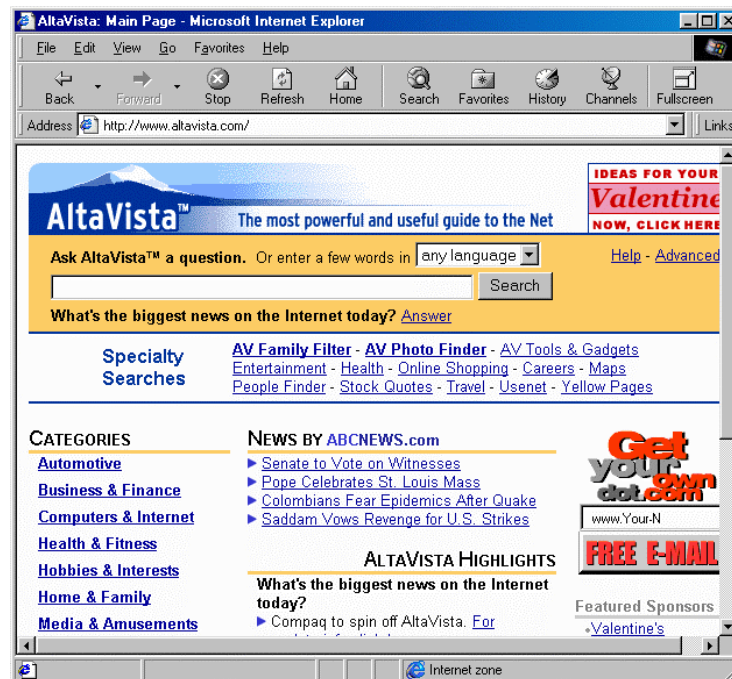 AltaVista: Main Page - Microsoft Internet Explorer
File Edit View Go Favorites Help
Back Forward Stop Refresh Home Search Favorites History Channels Fullscreen
Address http://www.altavista.com/ Links
AltaVista™ The most powerful and useful guide to the Net
IDEAS FOR YOUR
Valentine
NOW, CLICK HERE
Ask AltaVista™ a question. Or enter a few words in any language Help - Advanced
Search
What's the biggest news on the Internet today? Answer
Specialty Searches
AV Family Filter - AV Photo Finder - AV Tools & Gadgets
Entertainment - Health - Online Shopping - Careers - Maps
People Finder - Stock Quotes - Travel - Usenet - Yellow Pages
CATEGORIES
Automotive
Business & Finance
Computers & Internet
Health & Fitness
Hobbies & Interests
Home & Family
Media & Amusements
NEWS BY ABCNEWS.com
Senate to Vote on Witnesses
Pope Celebrates St. Louis Mass
Colombians Fear Epidemics After Quake
Saddam Vows Revenge for U.S. Strikes
ALTAVISTA HIGHLIGHTS
What's the biggest news on the Internet
today?
Compaq to spin off AltaVista. For
Get
your own
dot.com
www.Your-N
FREE E-MAIL
Featured Sponsors
Valentine's
Internet zone